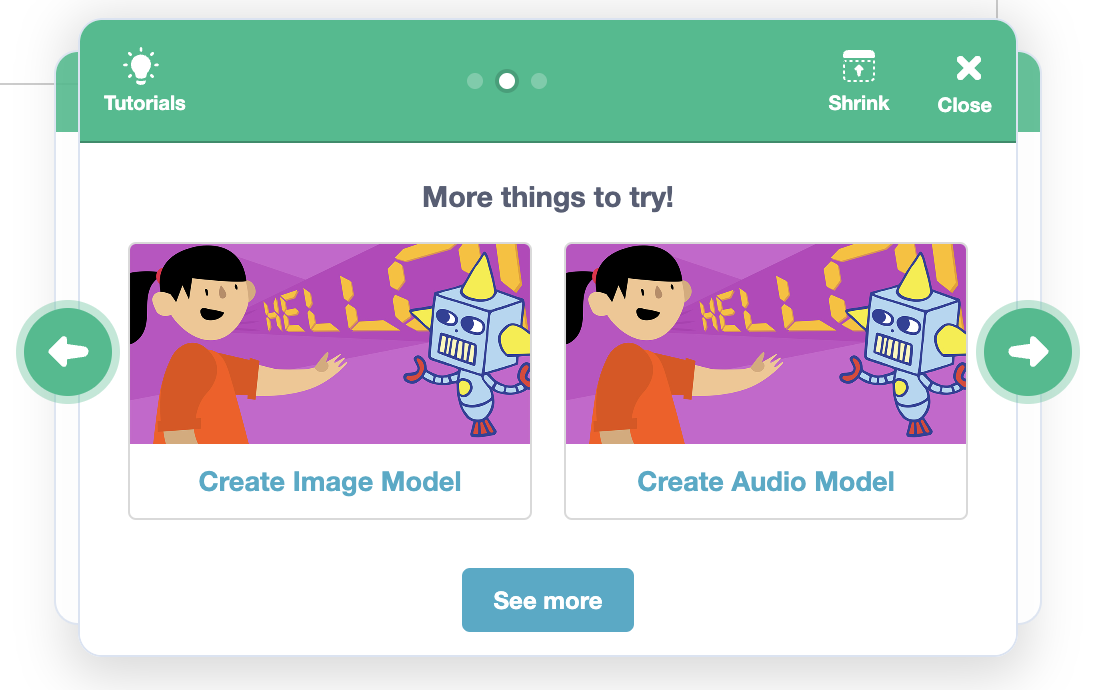 Tutorials
Shrink
Close
More things to try!
HELLO
HELLO
Create Image Model
Create Audio Model
See more